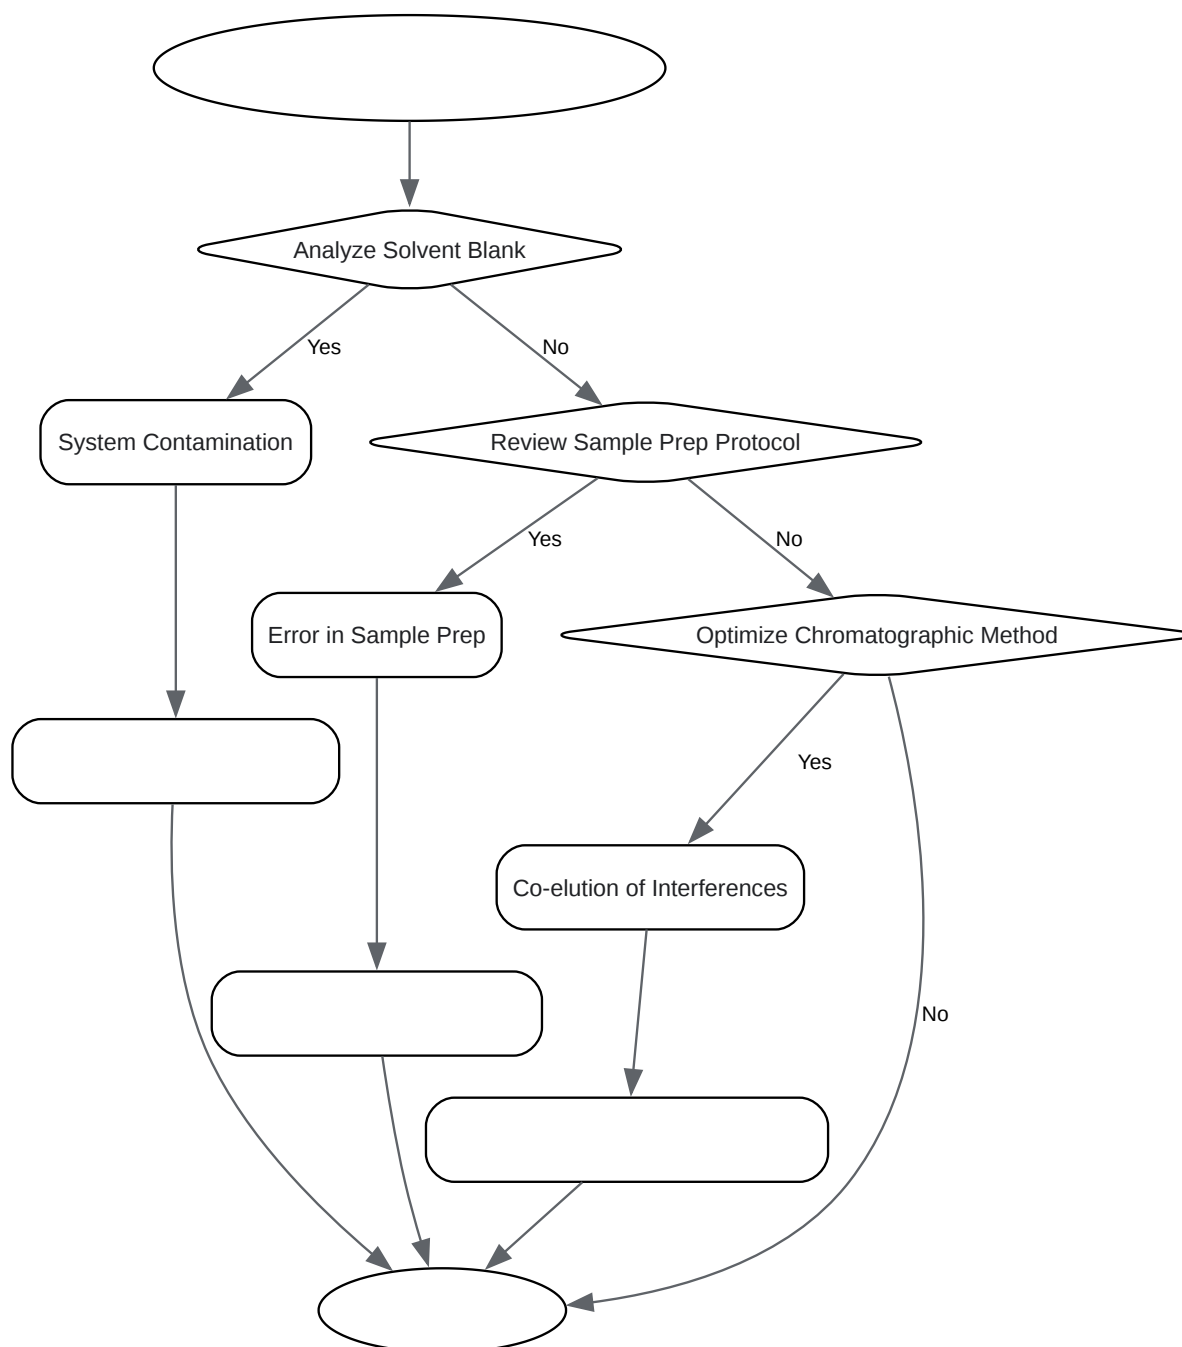 Analyze Solvent Blank
Yes
No
System Contamination
Review Sample Prep Protocol
Yes
No
Error in Sample Prep
Optimize Chromatographic Method
Yes
Co-elution of Interferences
No